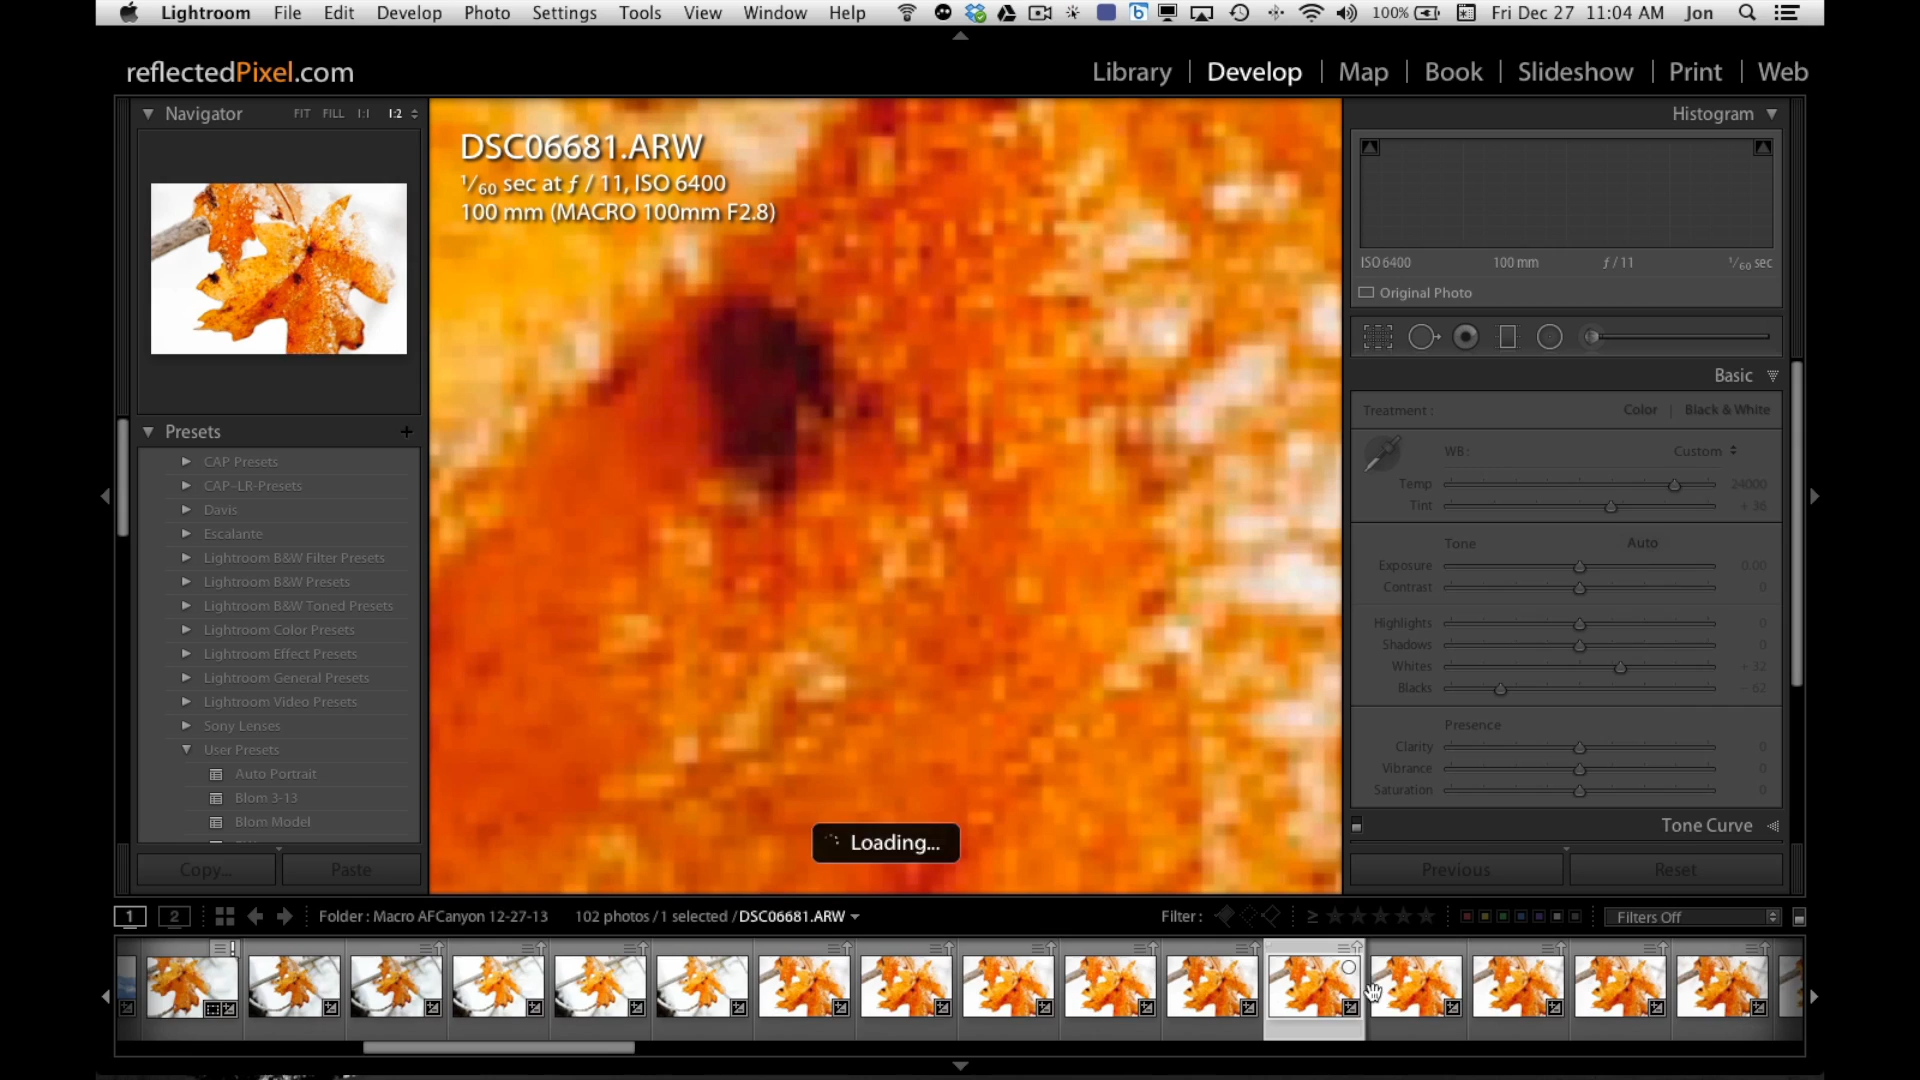 Lightroom File Edit Develop Photo Settings Tools View Window Help 100% Fri Dec 27 11:04 AM Jon
reflectedPixel.com
Library | Develop | Map | Book | Slideshow | Print | Web
Navigator FIT FILL 1:1 1:2
Presets +
CAP Presets
CAP-LR-Presets
Davis
Escalante
Lightroom B&W Filter Presets
Lightroom B&W Presets
Lightroom B&W Toned Presets
Lightroom Color Presets
Lightroom Effect Presets
Lightroom General Presets
Lightroom Video Presets
Sony Lenses
User Presets
Auto Portrait
Blom 3-13
Blom Model
Copy... Paste
DSC06681.ARW
1/60 sec at ƒ / 11, ISO 6400
100 mm (MACRO 100mm F2.8)
Loading...
Histogram
ISO 6400 100 mm ƒ / 11 1/60 sec
Original Photo
Basic
Treatment : Color | Black & White
WB : Custom
Temp 24000
Tint + 36
Tone Auto
Exposure 0.00
Contrast 0
Highlights 0
Shadows 0
Whites + 32
Blacks - 62
Presence
Clarity 0
Vibrance 0
Saturation 0
Tone Curve
Previous Reset
1 2 Folder : Macro AFCanyon 12-27-13 102 photos / 1 selected / DSC06681.ARW Filter : ≥ Filters Off